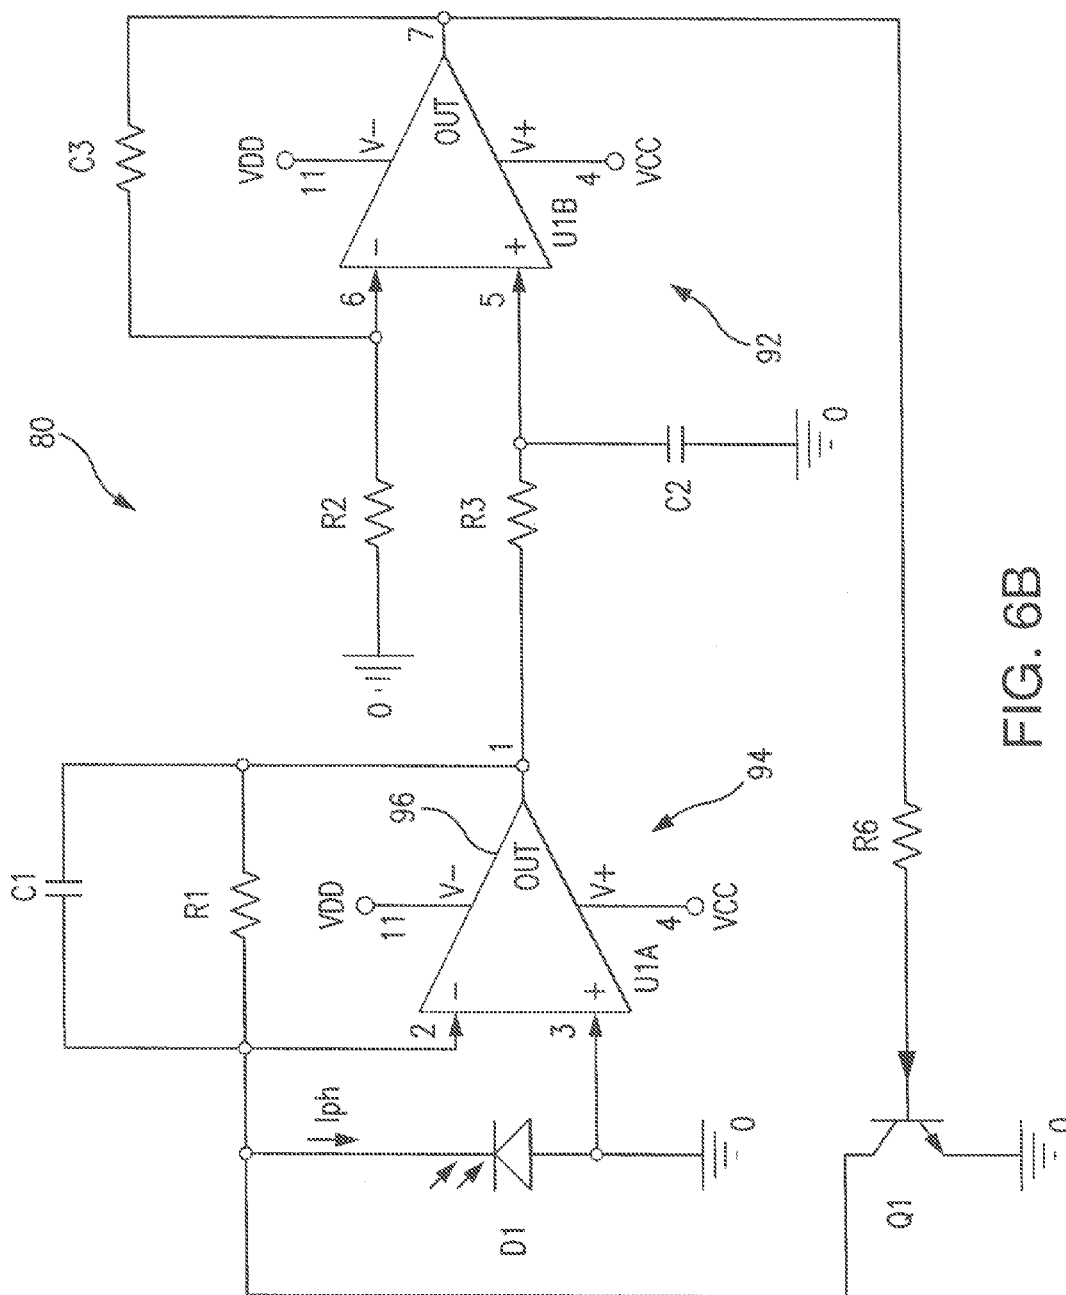 80
C3
7
VDD
11
V-
OUT
V+
4
VCC
U1B
-
+
6
5
92
R2
0
R3
C2
0
1
C1
R1
96
94
VDD
11
V-
OUT
V+
4
VCC
U1A
-
+
2
3
Iph
D1
0
R6
Q1
0
FIG. 6B